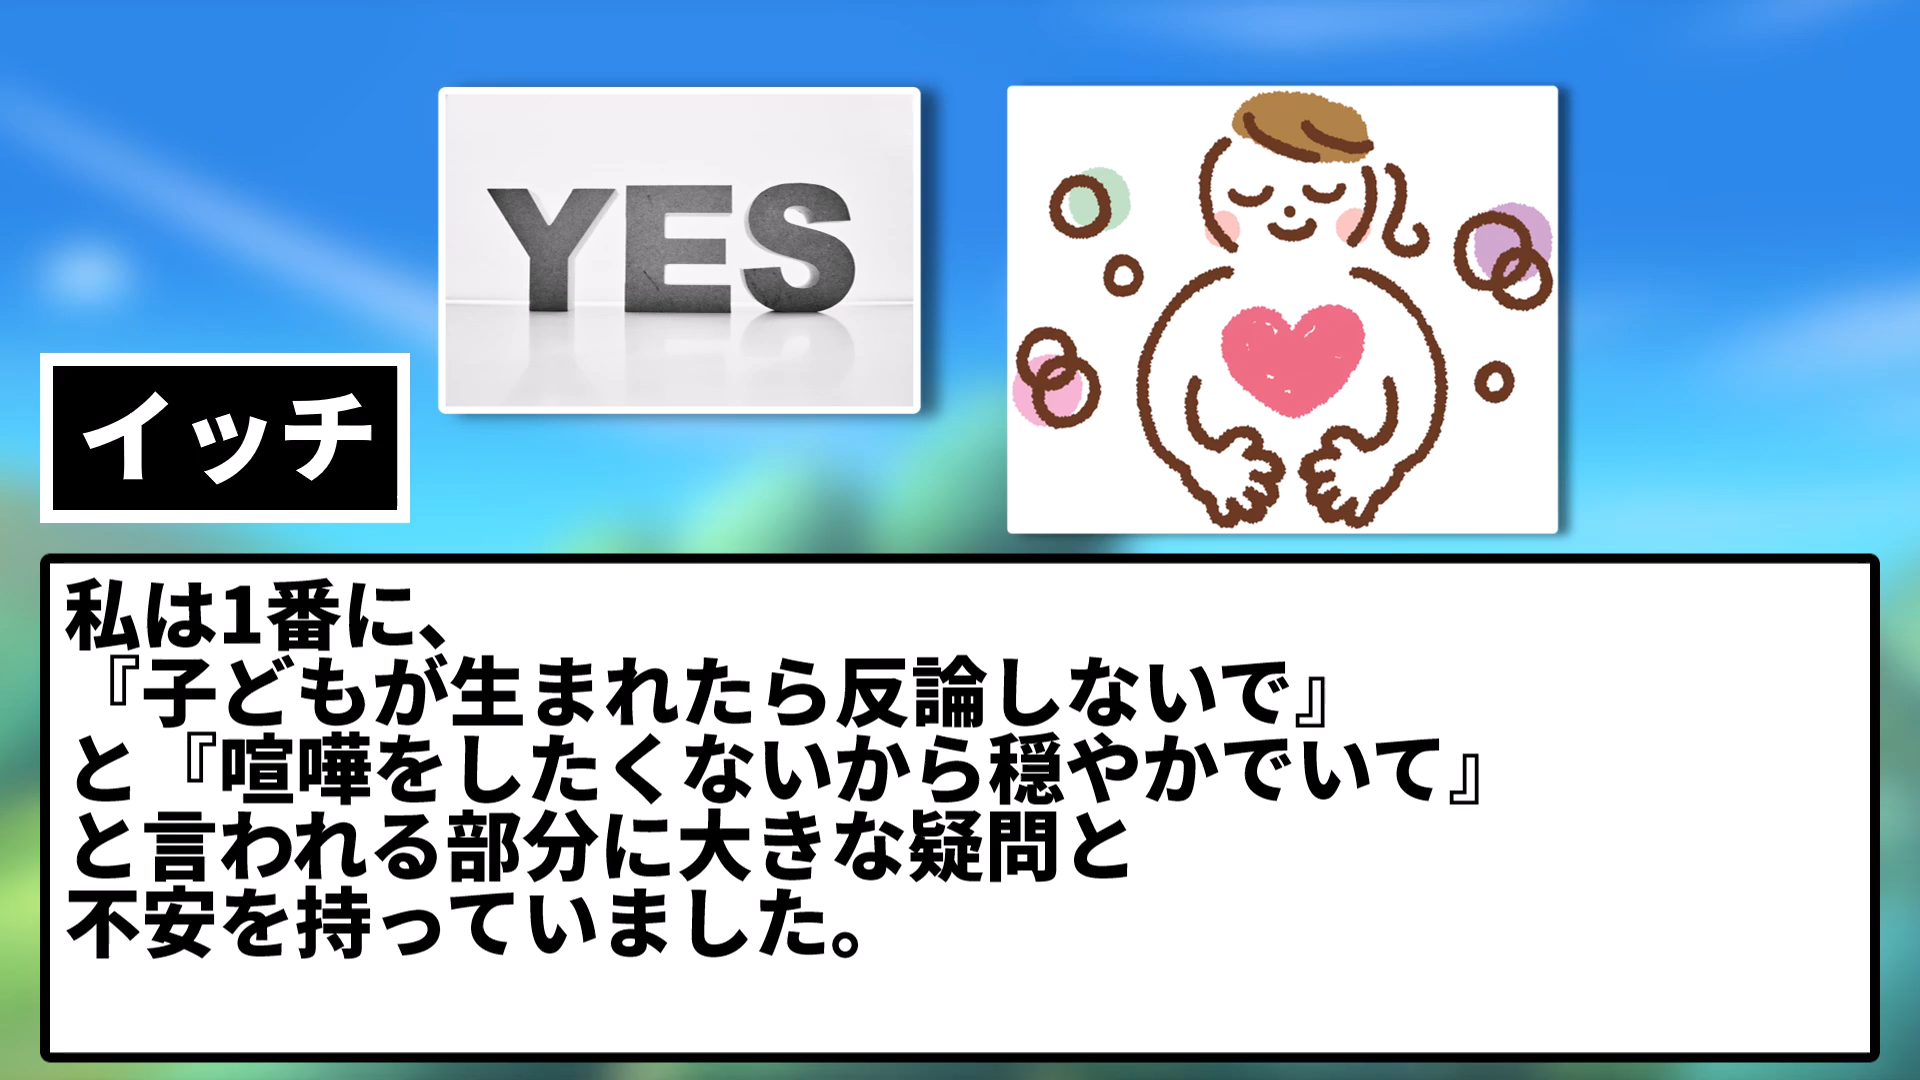 YES
イッチ
私は1番に、
『子どもが生まれたら反論しないで』
と『喧嘩をしたくないから穏やかでいて』
と言われる部分に大きな疑問と
不安を持っていました。